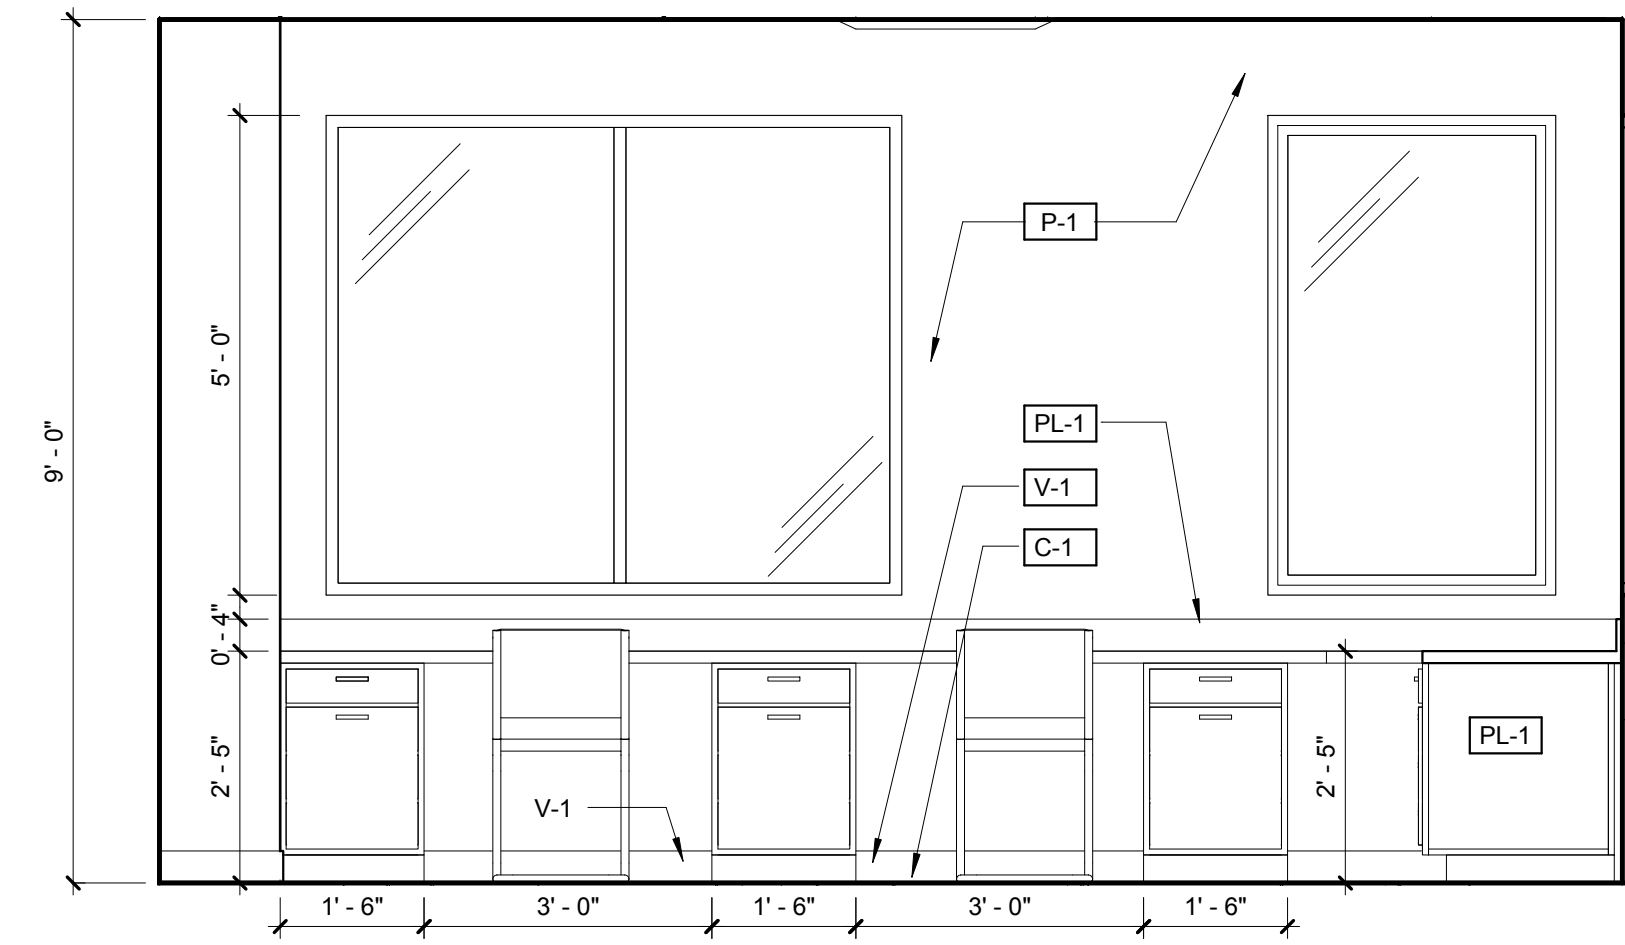 P-1
5' - 0"
9' - 0"
PL-1
V-1
C-1
0' - 4"
PL-1
2' - 5"
2' - 5"
V-1
1' - 6"
3' - 0"
1' - 6"
3' - 0"
1' - 6"